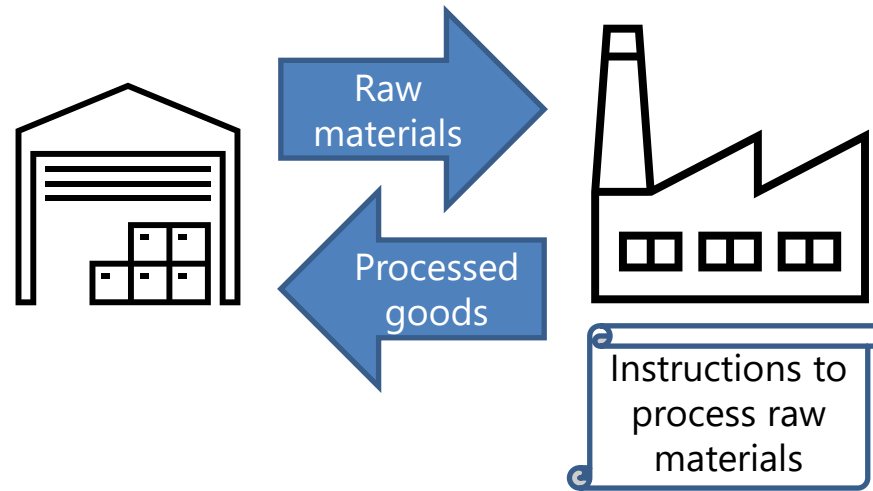 Raw
materials
Processed
goods
Instructions to
process raw
materials